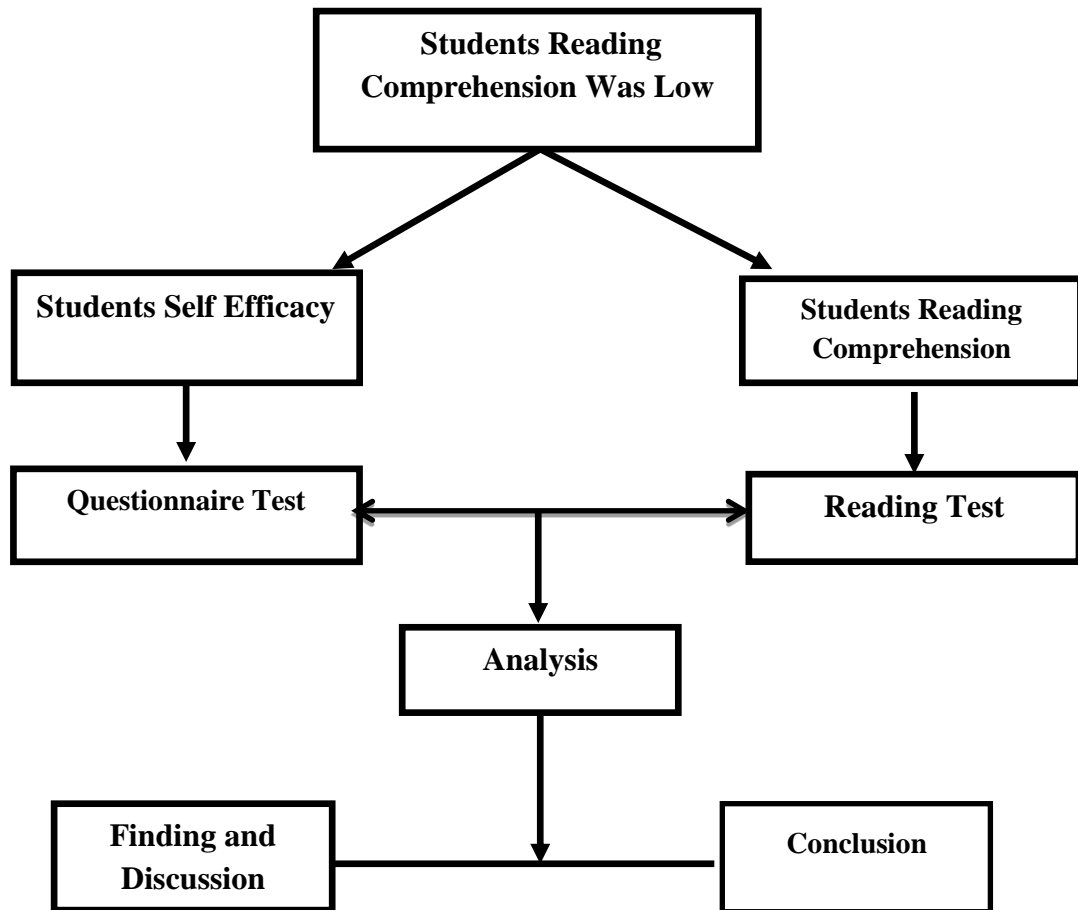 Students Reading
Comprehension Was Low
Students Self Efficacy
Students Reading
Comprehension
Questionnaire Test
Reading Test
Analysis
Finding and
Discussion
Conclusion